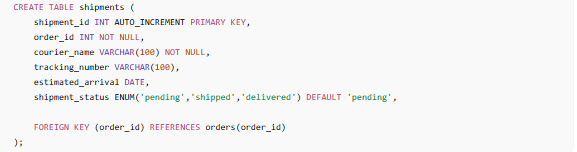 CREATE TABLE shipments (
    shipment_id INT AUTO_INCREMENT PRIMARY KEY,
    order_id INT NOT NULL,
    courier_name VARCHAR(100) NOT NULL,
    tracking_number VARCHAR(100),
    estimated_arrival DATE,
    shipment_status ENUM('pending','shipped','delivered') DEFAULT 'pending',
    FOREIGN KEY (order_id) REFERENCES orders(order_id)
);